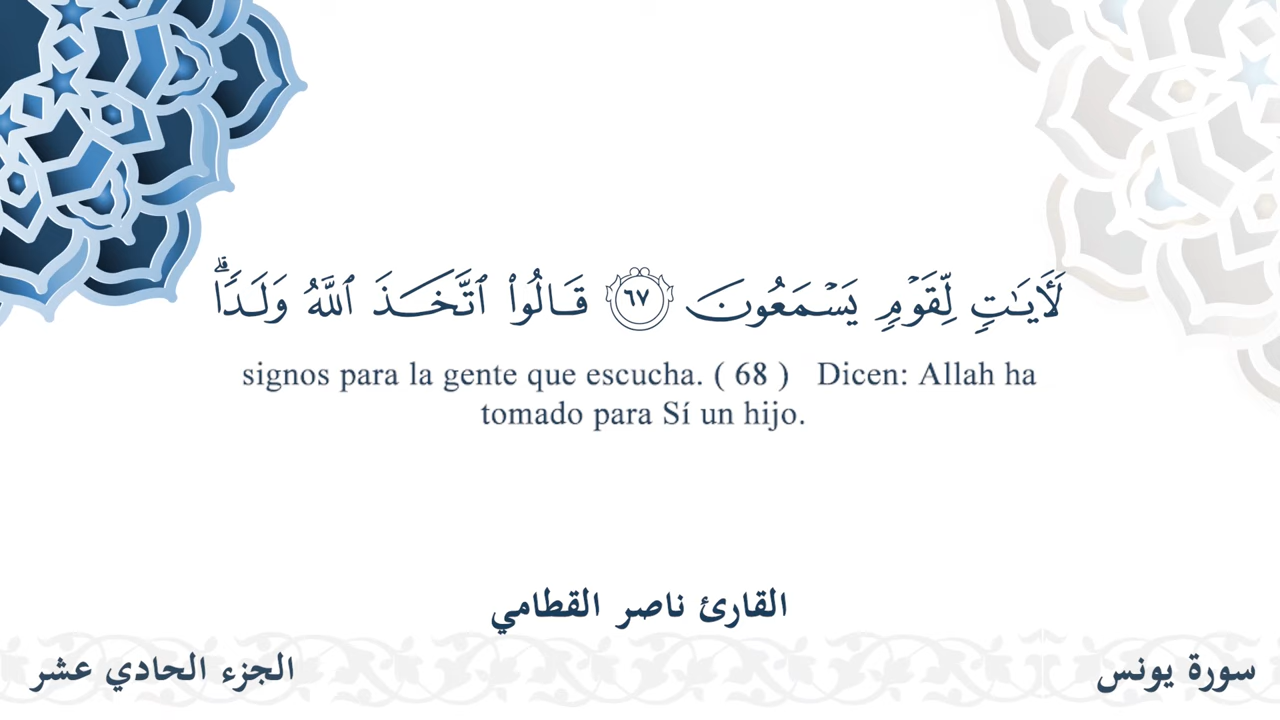 لَأٓيَٰتٖ لِّقَوۡمٖ يَسۡمَعُونَ ٦٧ قَالُواْ ٱتَّخَذَ ٱللَّهُ وَلَدٗاۗ
signos para la gente que escucha. ( 68 ) Dicen: Allah ha
tomado para Sí un hijo.
القارئ ناصر القطامي
سورة يونس
الجزء الحادي عشر